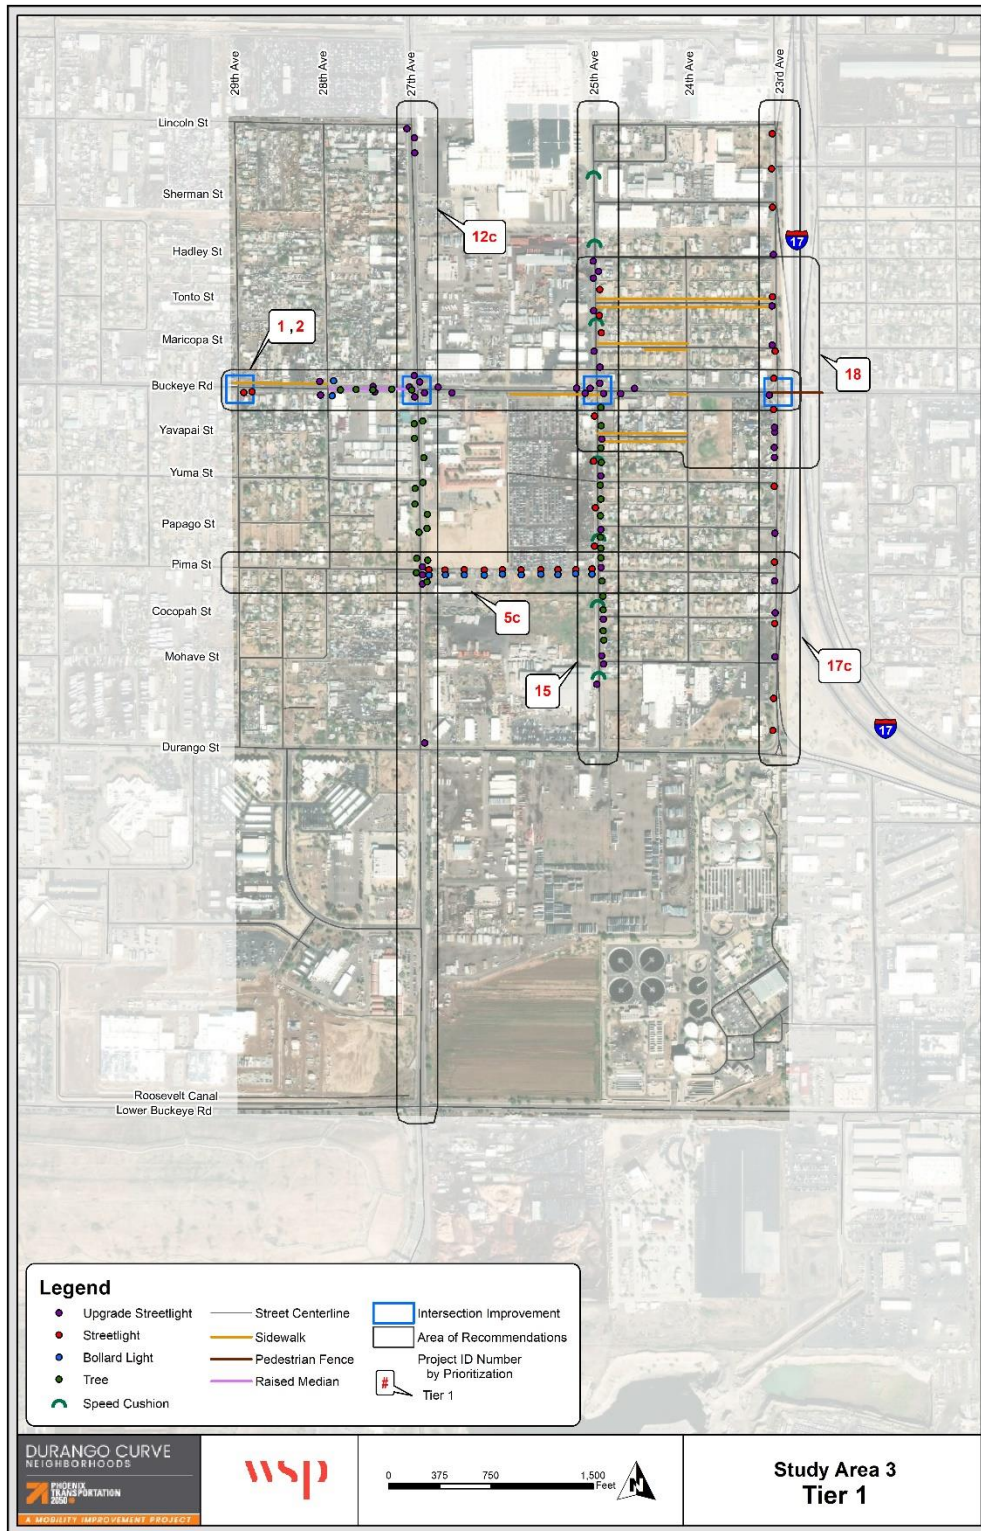 29th Ave
28th Ave
27th Ave
25th Ave
24th Ave
23rd Ave
Lincoln St
Sherman St
12c
17
Hadley St
Tonto St
1 , 2
Maricopa St
18
Buckeye Rd
Yavapai St
Yuma St
Papago St
Pima St
Cocopah St
5c
Mohave St
17c
15
17
Durango St
Roosevelt Canal
Lower Buckeye Rd
Legend
Upgrade Streetlight
Streetlight
Bollard Light
Tree
Speed Cushion
Street Centerline
Sidewalk
Pedestrian Fence
Raised Median
Intersection Improvement
Area of Recommendations
Project ID Number
by Prioritization
#
Tier 1
DURANGO CURVE
NEIGHBORHOODS
PHOENIX
TRANSPORTATION
2050
A MOBILITY IMPROVEMENT PROJECT
wsp
0 375 750 1,500
Feet
N
Study Area 3
Tier 1